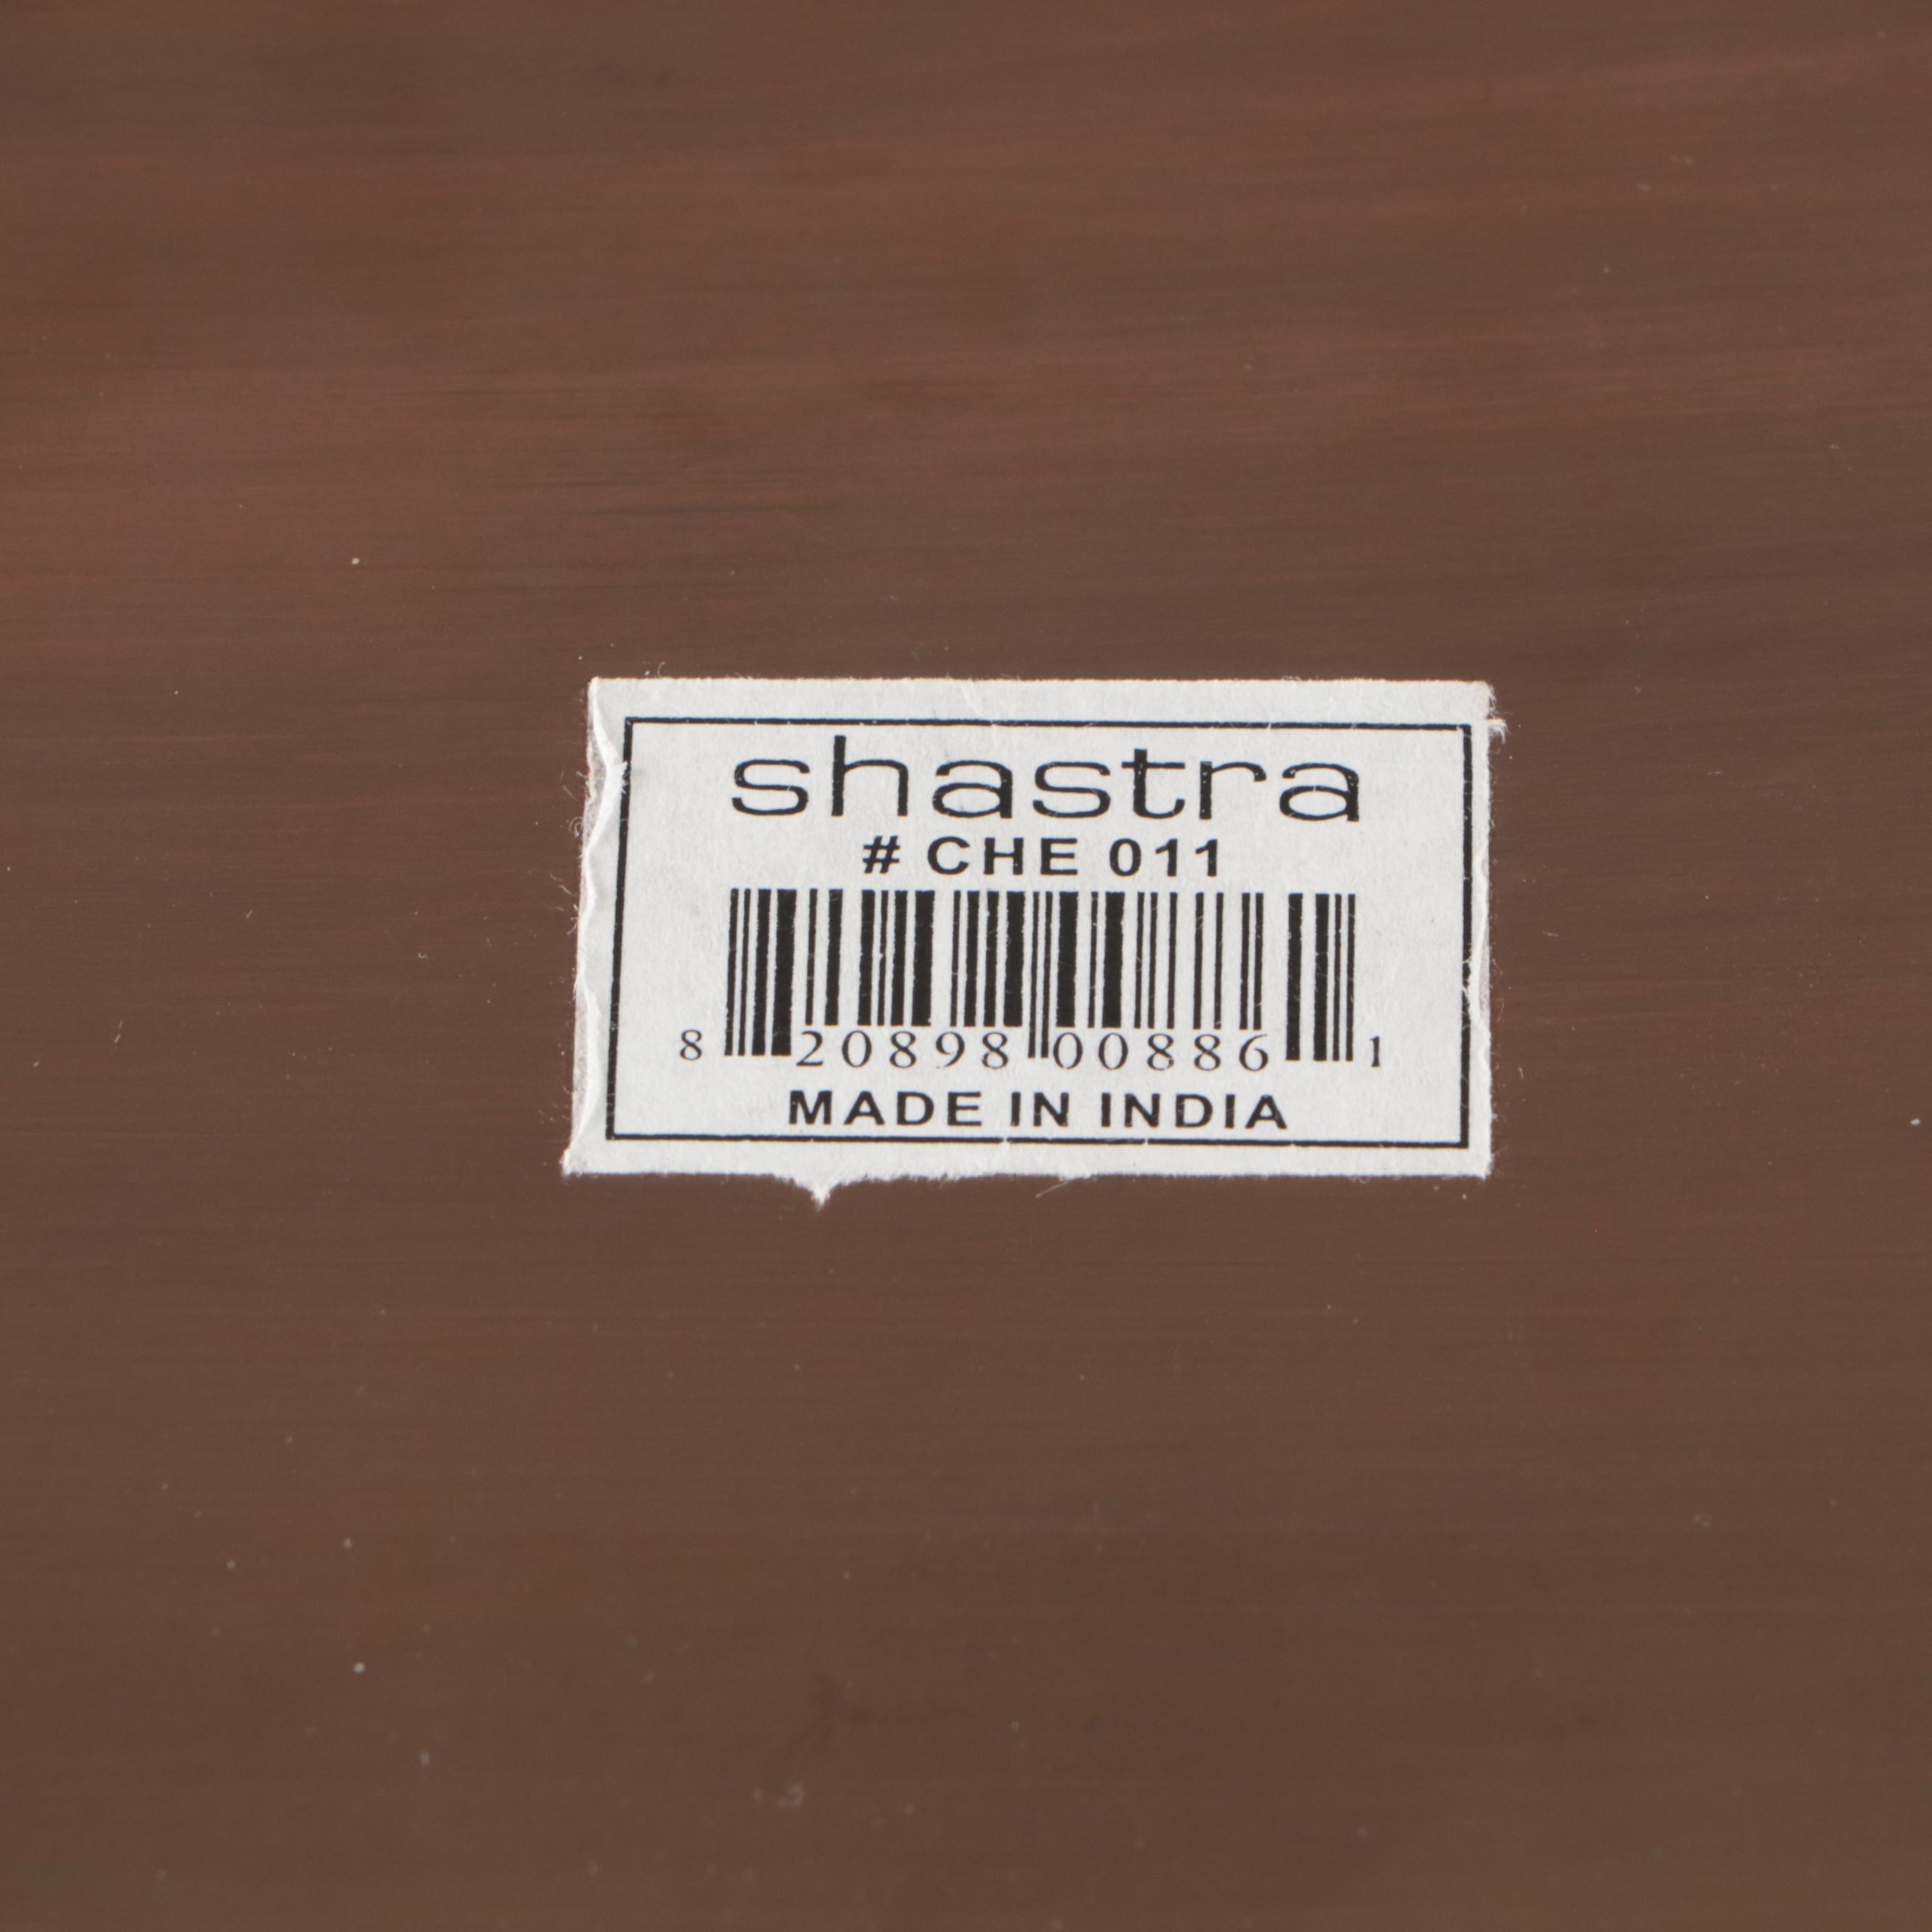 shastra
# CHE 011
8 20898 00886 1
MADE IN INDIA